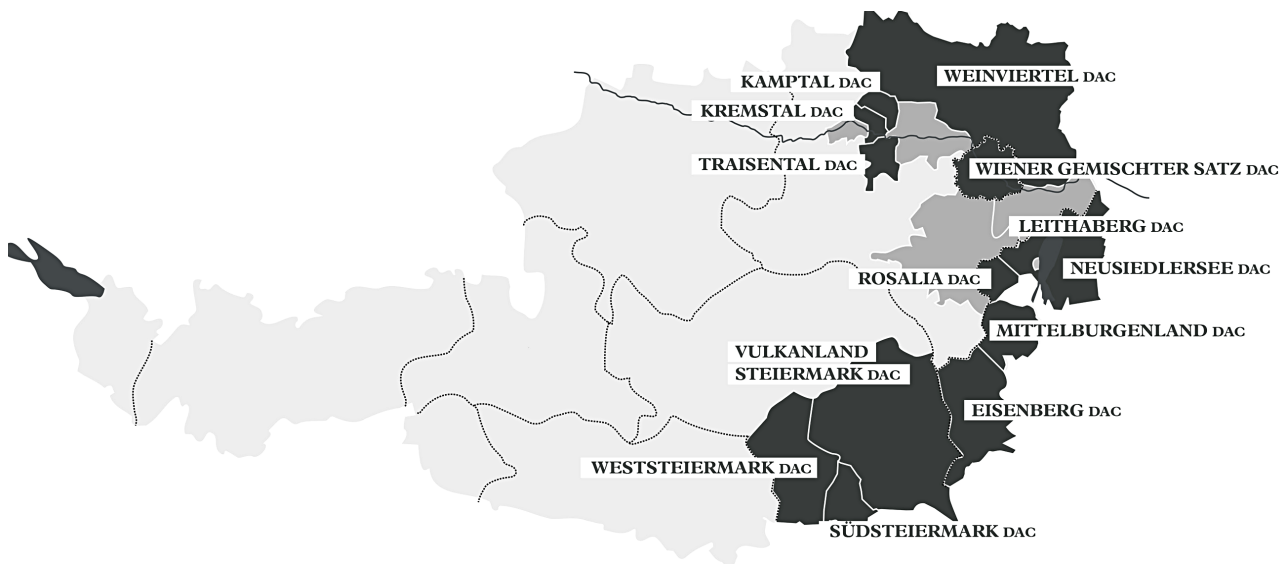 WEINVIERTEL DAC
KAMPTAL DAC
KREMSTAL DAC
TRAISENTAL DAC
WIENER GEMISCHTER SATZ DAC
LEITHABERG DAC
NEUSIEDLERSEE DAC
ROSALIA DAC
MITTELBURGENLAND DAC
VULKANLAND
STEIERMARK DAC
EISENBERG DAC
WESTSTEIERMARK DAC
SÜDSTEIERMARK DAC